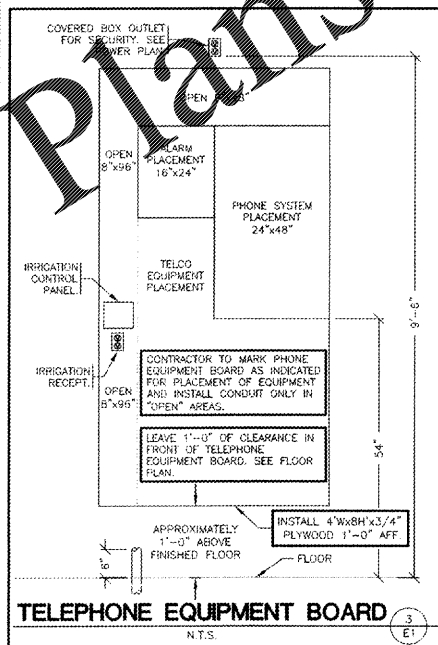 Plans
COVERED BOX OUTLET
FOR SECURITY. SEE
POWER PLAN
OPEN
OPEN
8"x96"
ALARM
PLACEMENT
16"x24"
PHONE SYSTEM
PLACEMENT
24"x48"
TELCO
EQUIPMENT
PLACEMENT
IRRIGATION
CONTROL
PANEL.
IRRIGATION
RECEPT.
OPEN
8"x96"
CONTRACTOR TO MARK PHONE
EQUIPMENT BOARD AS INDICATED
FOR PLACEMENT OF EQUIPMENT
AND INSTALL CONDUIT ONLY IN
"OPEN" AREAS.
LEAVE 1'-0" OF CLEARANCE IN
FRONT OF TELEPHONE
EQUIPMENT BOARD. SEE FLOOR
PLAN.
9'-6"
54"
INSTALL 4'Wx8H'x3/4"
PLYWOOD 1'-0" AFF.
APPROXIMATELY
1'-0" ABOVE
FINISHED FLOOR
6"
FLOOR
TELEPHONE EQUIPMENT BOARD
N.T.S.
3
E1